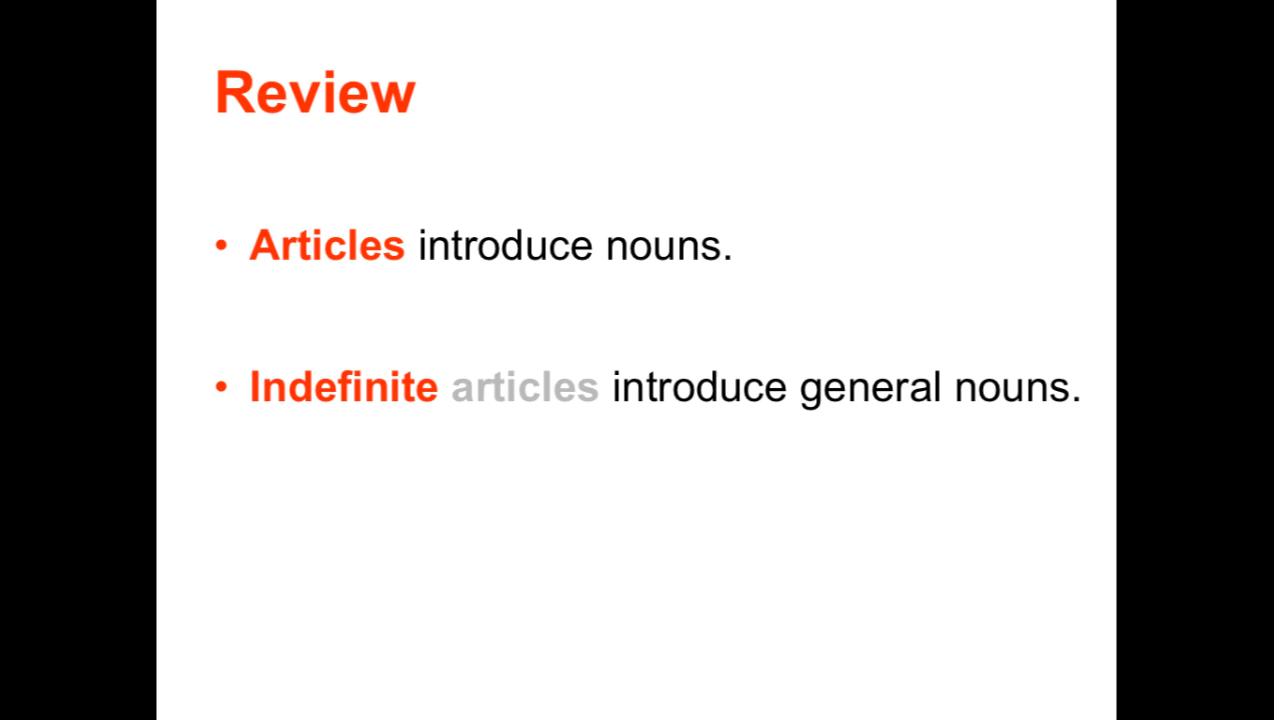 Review
• Articles introduce nouns.
• Indefinite articles introduce general nouns.